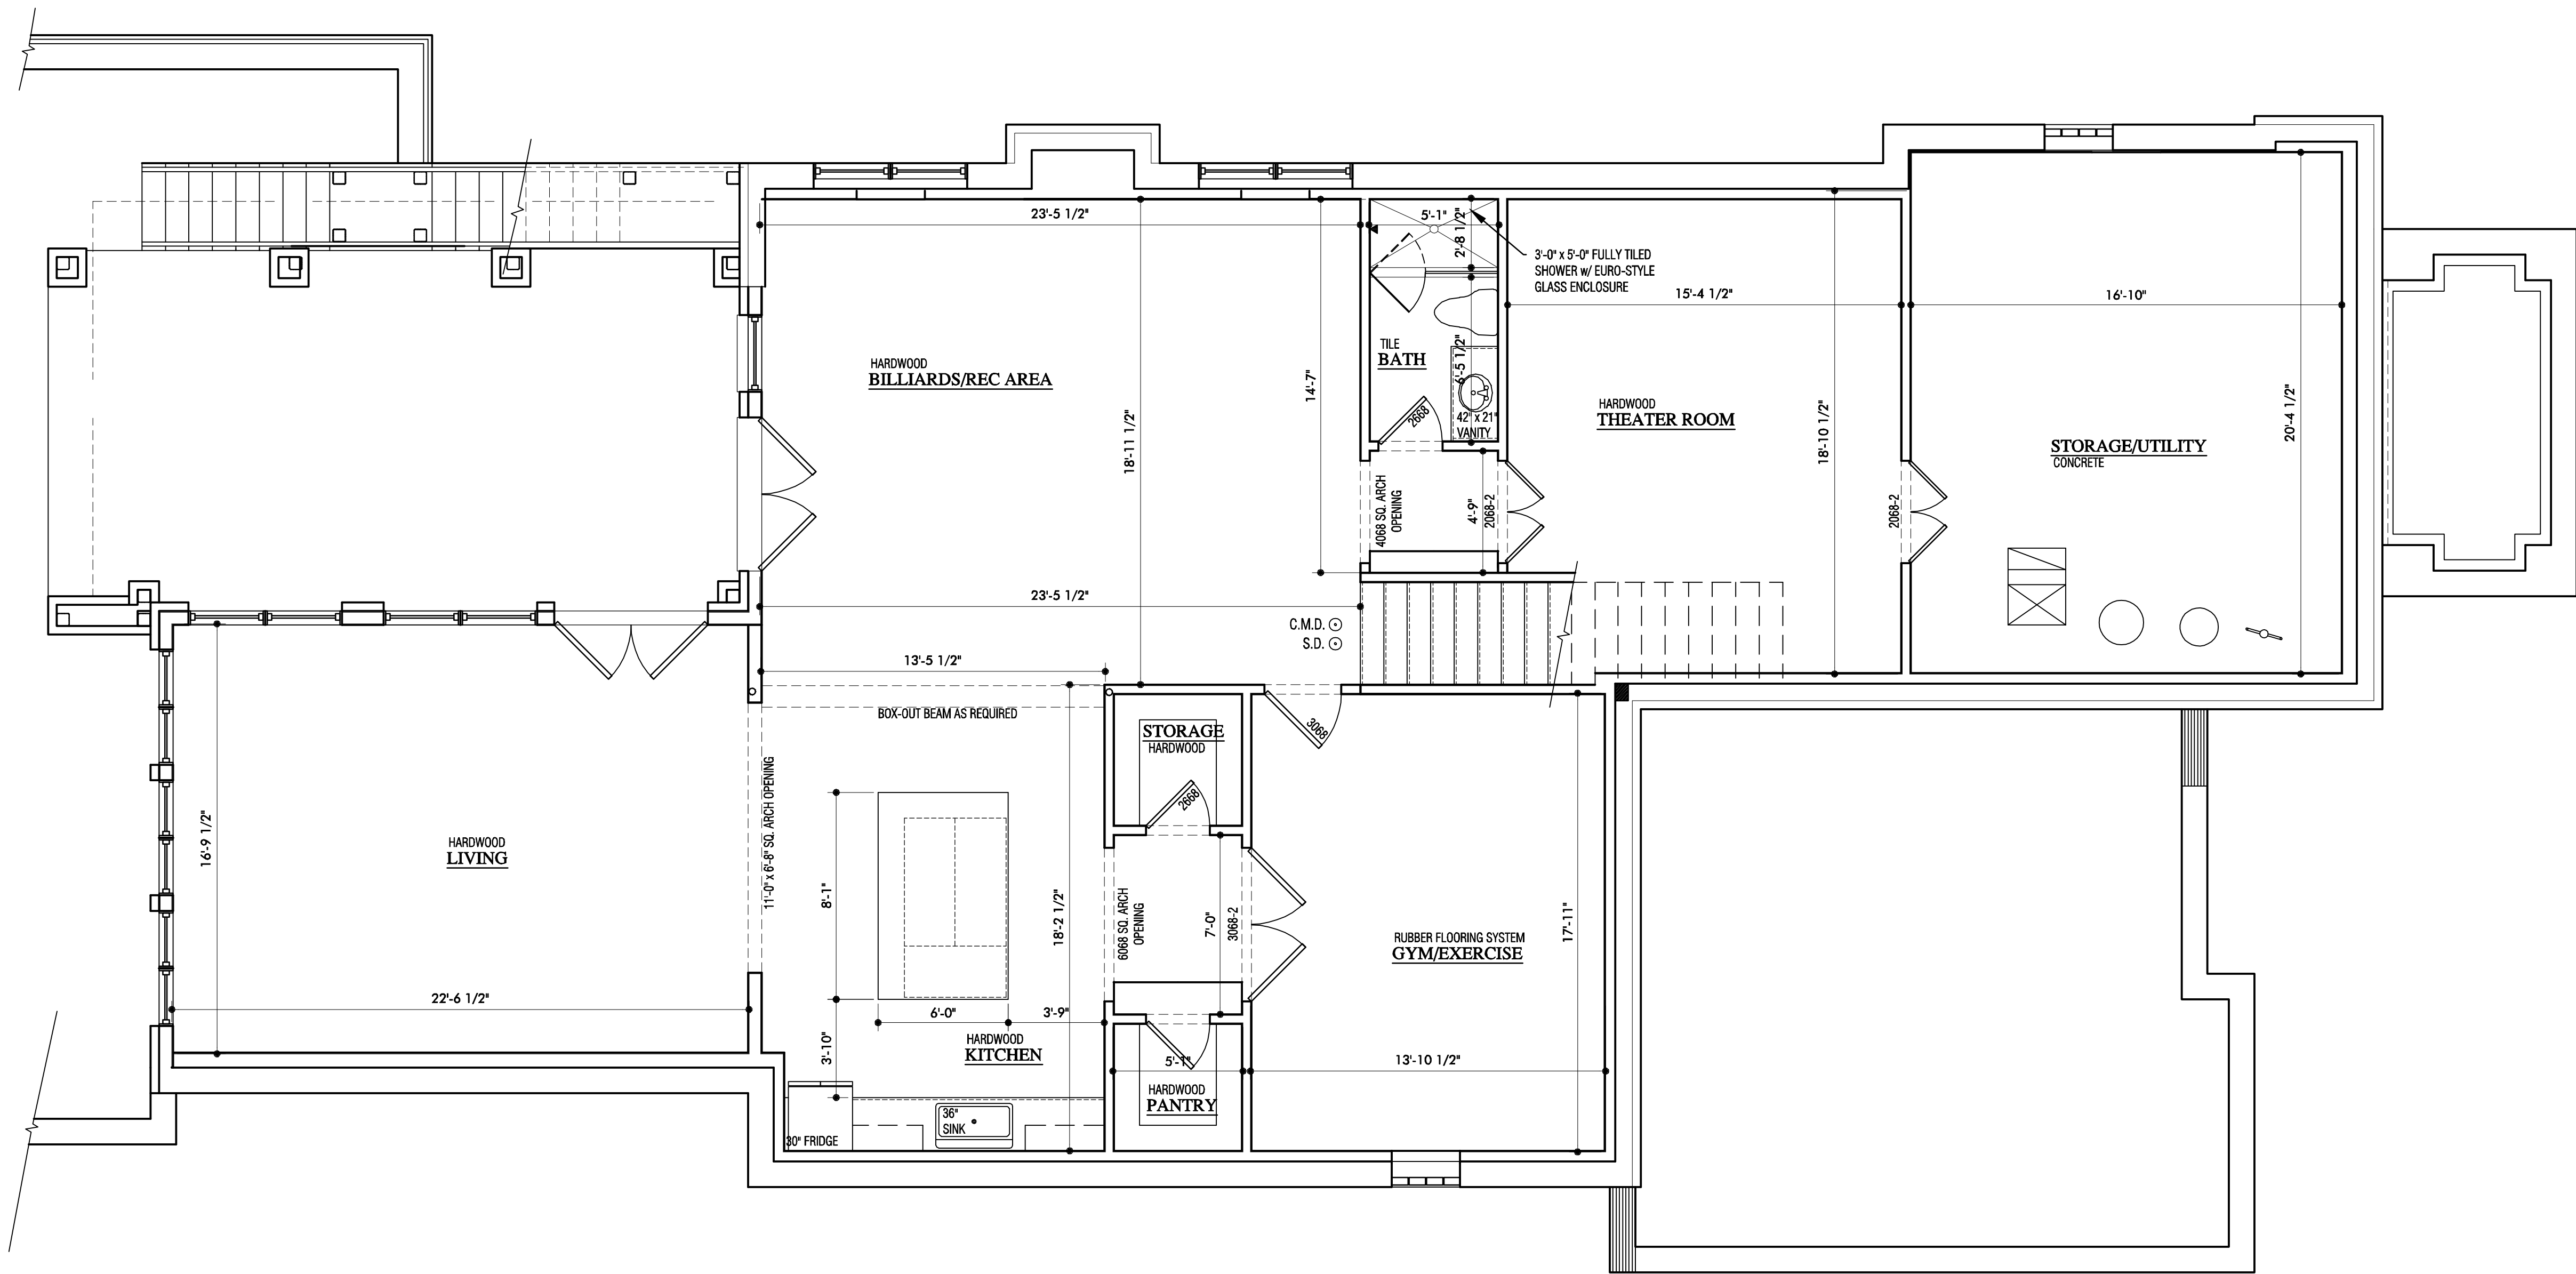 23'-5 1/2"
5'-1"
2'-8 1/2"
3'-0" x 5'-0" FULLY TILED
SHOWER w/ EURO-STYLE
GLASS ENCLOSURE
15'-4 1/2"
16'-10"
HARDWOOD
BILLIARDS/REC AREA
18'-11 1/2"
14'-7"
TILE
BATH
6'-5 1/2"
2668
42" x 21"
VANITY
HARDWOOD
THEATER ROOM
18'-10 1/2"
STORAGE/UTILITY
CONCRETE
20'-4 1/2"
4068 SQ. ARCH
OPENING
4'-9"
2068-2
2068-2
23'-5 1/2"
C.M.D.
S.D.
13'-5 1/2"
BOX-OUT BEAM AS REQUIRED
STORAGE
HARDWOOD
3068
2668
11'-0" x 6'-8" SQ. ARCH OPENING
16'-9 1/2"
HARDWOOD
LIVING
8'-1"
18'-2 1/2"
6068 SQ. ARCH
OPENING
7'-0"
3068-2
RUBBER FLOORING SYSTEM
GYM/EXERCISE
17'-11"
22'-6 1/2"
6'-0"
3'-9"
3'-10"
HARDWOOD
KITCHEN
5'-1"
13'-10 1/2"
HARDWOOD
PANTRY
36"
SINK
30" FRIDGE